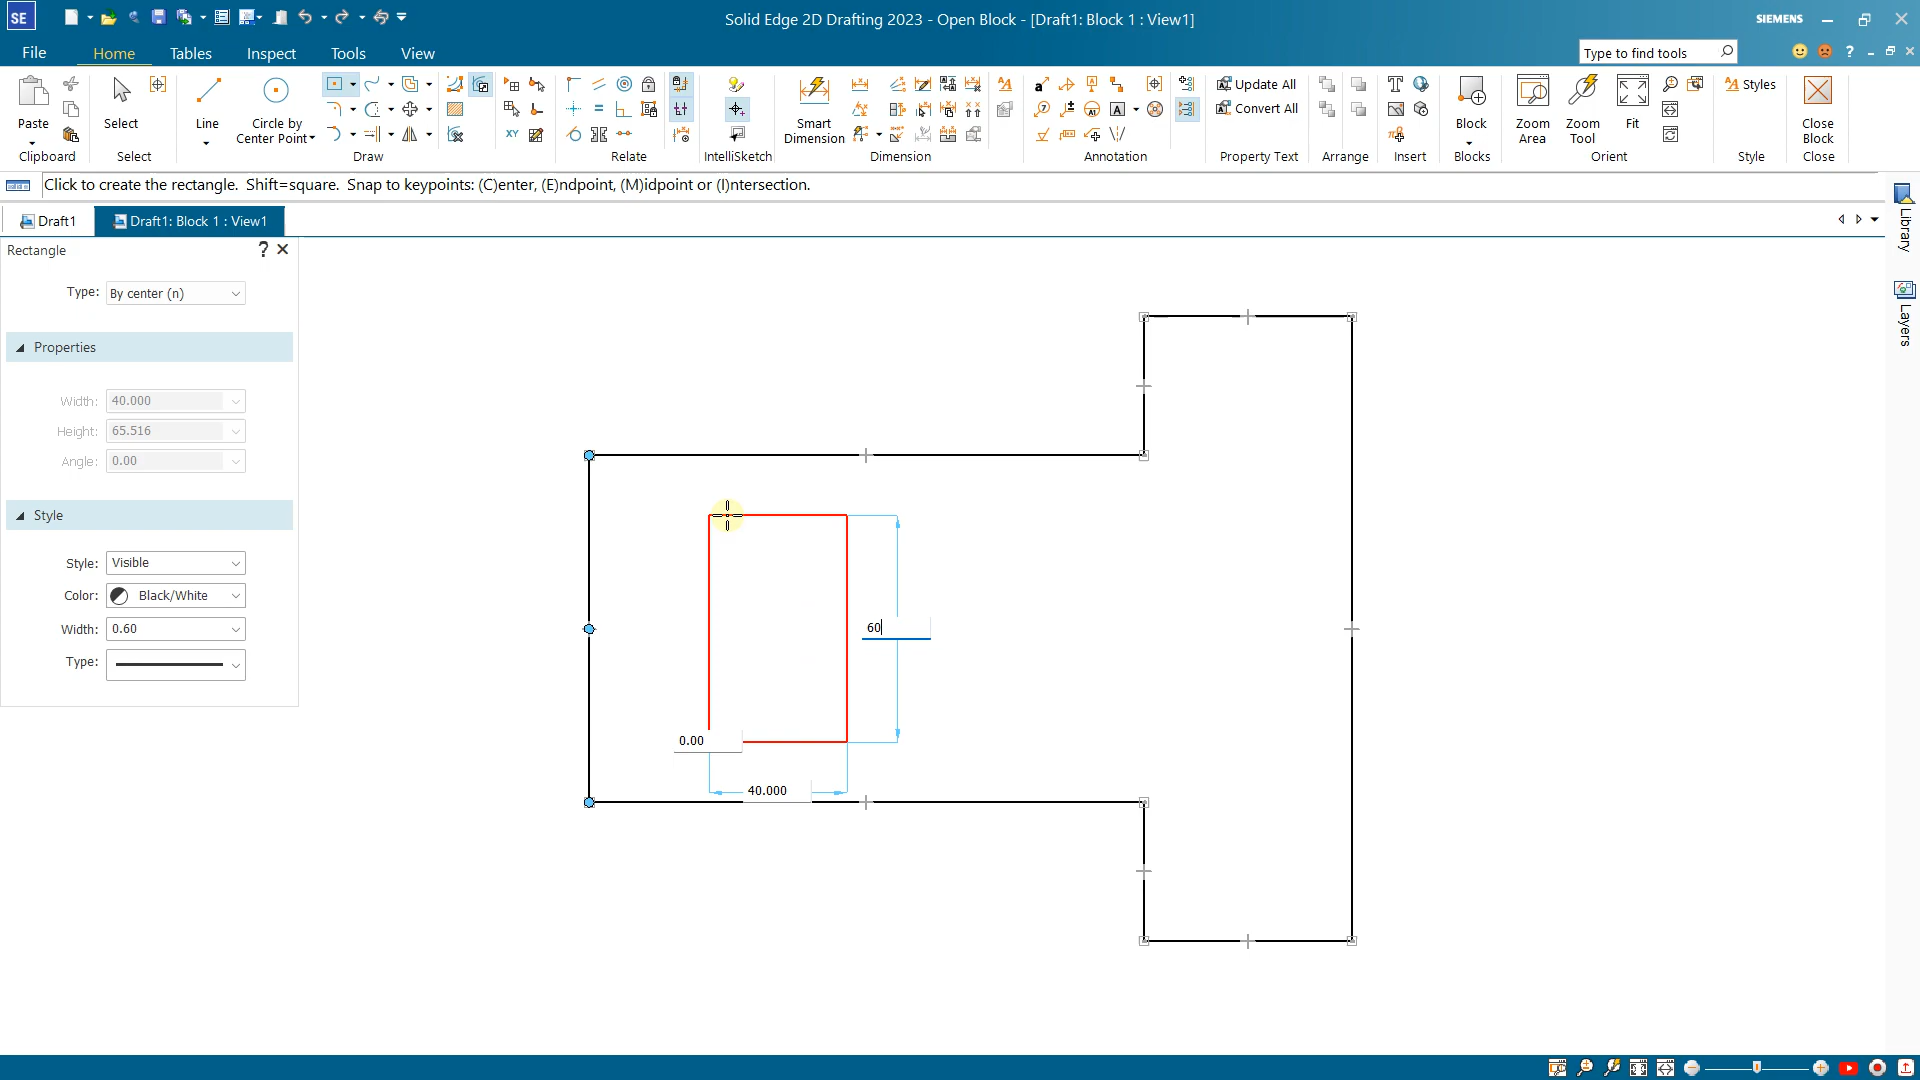 SE
Solid Edge 2D Drafting 2023 - Open Block - [Draft1: Block 1 : View1]
SIEMENS
File Home Tables Inspect Tools View
Type to find tools
Paste
Clipboard
Select
Select
Line
Circle by
Center Point
Draw
XY
Relate
IntelliSketch
Smart
Dimension
Dimension
Annotation
Update All
Convert All
Property Text
Arrange
Insert
Block
Blocks
Zoom
Area
Zoom
Tool
Fit
Orient
Styles
Style
Close
Block
Close
Click to create the rectangle. Shift=square. Snap to keypoints: (C)enter, (E)ndpoint, (M)idpoint or (I)ntersection.
Draft1
Draft1: Block 1 : View1
Library
Layers
Rectangle
Type: By center (n)
Properties
Width: 40.000
Height: 65.516
Angle: 0.00
Style
Style: Visible
Color: Black/White
Width: 0.60
Type:
60
0.00
40.000